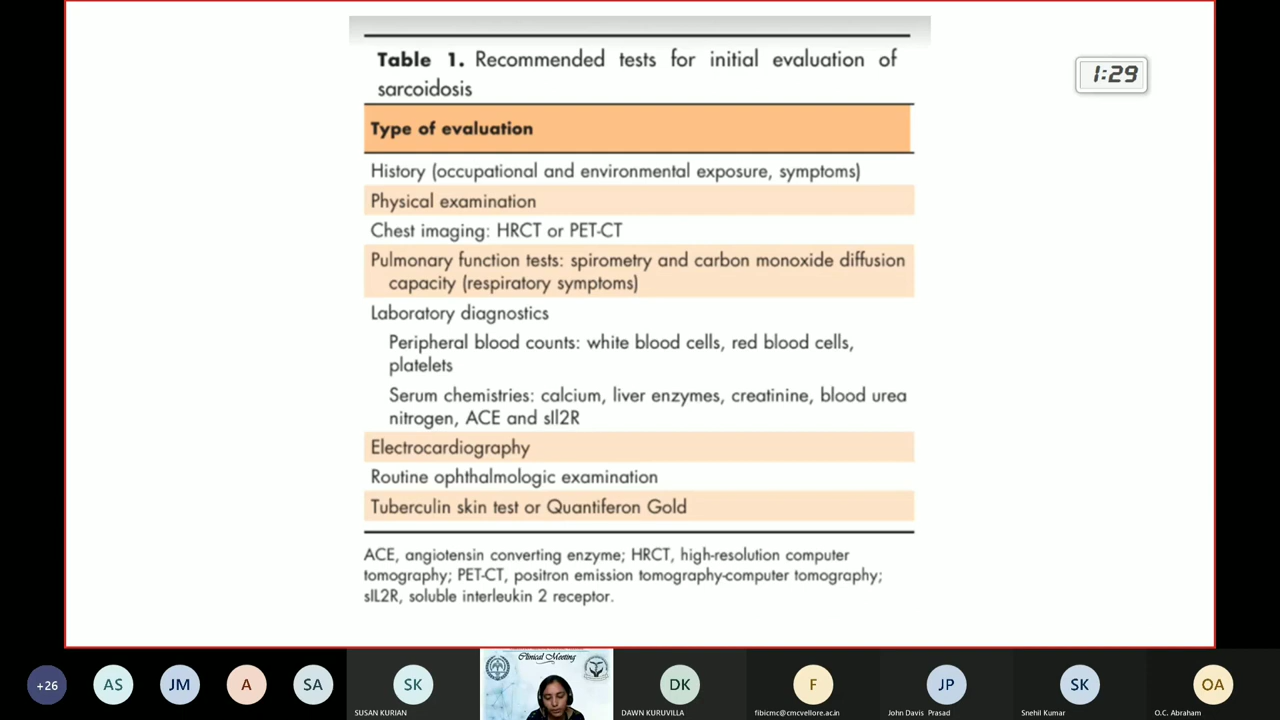 Table 1. Recommended tests for initial evaluation of
sarcoidosis
1:29
Type of evaluation
History (occupational and environmental exposure, symptoms)
Physical examination
Chest imaging: HRCT or PET-CT
Pulmonary function tests: spirometry and carbon monoxide diffusion
capacity (respiratory symptoms)
Laboratory diagnostics
Peripheral blood counts: white blood cells, red blood cells,
platelets
Serum chemistries: calcium, liver enzymes, creatinine, blood urea
nitrogen, ACE and sIl2R
Electrocardiography
Routine ophthalmologic examination
Tuberculin skin test or Quantiferon Gold
ACE, angiotensin converting enzyme; HRCT, high-resolution computer
tomography; PET-CT, positron emission tomography-computer tomography;
sIL2R, soluble interleukin 2 receptor.
+26
AS
JM
A
SA
SK
SUSAN KURIAN
Clinical Meeting
DK
DAWN KURUVILLA
F
fibicmc@cmcvellore.ac.in
JP
John Davis Prasad
SK
Snehil Kumar
OA
O.C. Abraham